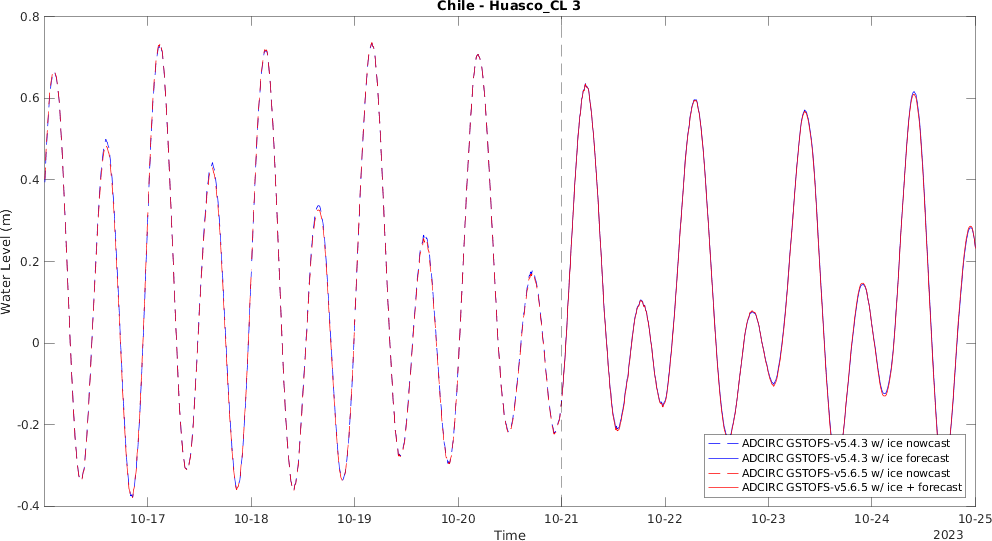 Chile - Huasco_CL 3
Water Level (m)
0.8
0.6
0.4
0.2
0
-0.2
-0.4
ADCIRC GSTOFS-v5.4.3 w/ ice nowcast
ADCIRC GSTOFS-v5.4.3 w/ ice forecast
ADCIRC GSTOFS-v5.6.5 w/ ice nowcast
ADCIRC GSTOFS-v5.6.5 w/ ice + forecast
10-17 10-18 10-19 10-20 10-21 10-22 10-23 10-24 10-25
Time
2023